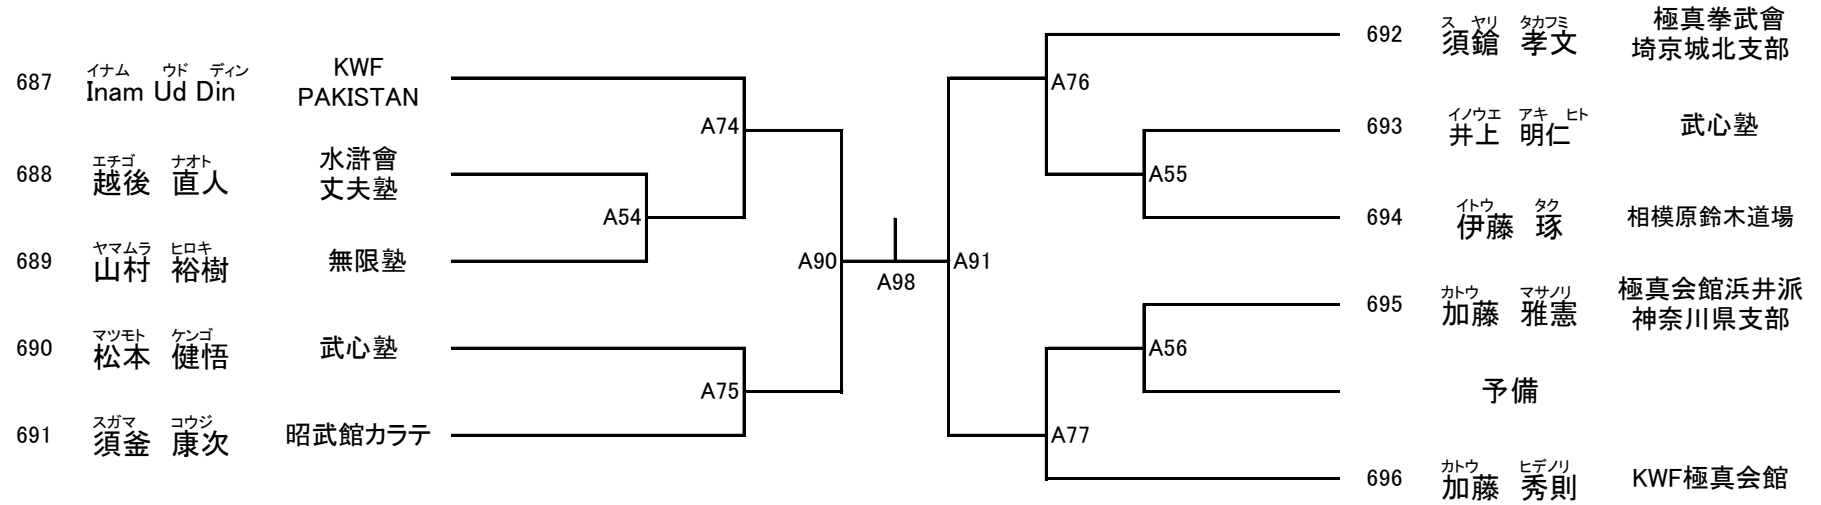 687
イナム ウド ディン
Inam Ud Din
KWF
PAKISTAN
688
エチゴ ナオト
越後 直人
水滸會
丈夫塾
689
ヤマムラ ヒロキ
山村 裕樹
無限塾
690
マツモト ケンゴ
松本 健悟
武心塾
691
スガマ コウジ
須釜 康次
昭武館カラテ
A74
A54
A75
A90
A98
A91
A76
A55
A56
A77
692
ス ヤリ タカフミ
須鎗 孝文
極真拳武會
埼京城北支部
693
イノウエ アキ ヒト
井上 明仁
武心塾
694
イトウ タク
伊藤 琢
相模原鈴木道場
695
カトウ マサノリ
加藤 雅憲
極真会館浜井派
神奈川県支部
予備
696
カトウ ヒデノリ
加藤 秀則
KWF極真会館